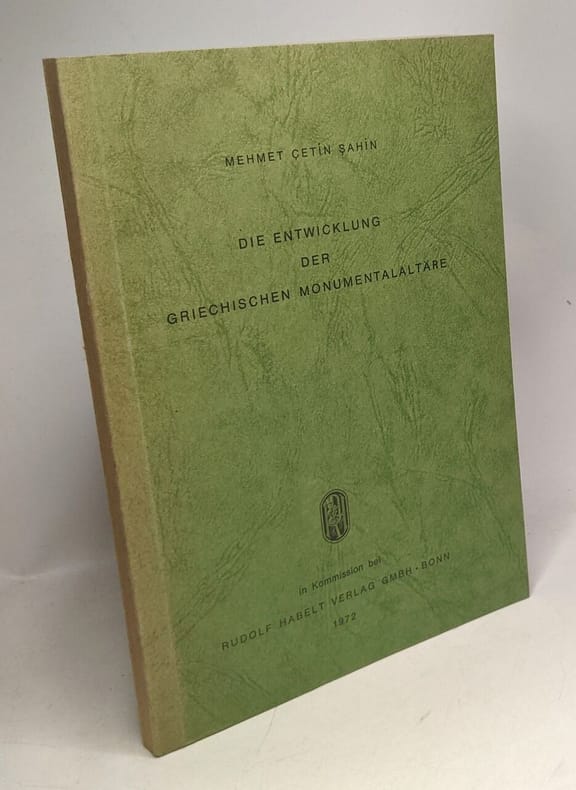 MEHMET ÇETİN ŞAHİN
DIE ENTWICKLUNG
DER
GRIECHISCHEN MONUMENTALALTÄRE
in Kommission bei
RUDOLF HABELT VERLAG GMBH · BONN
1972